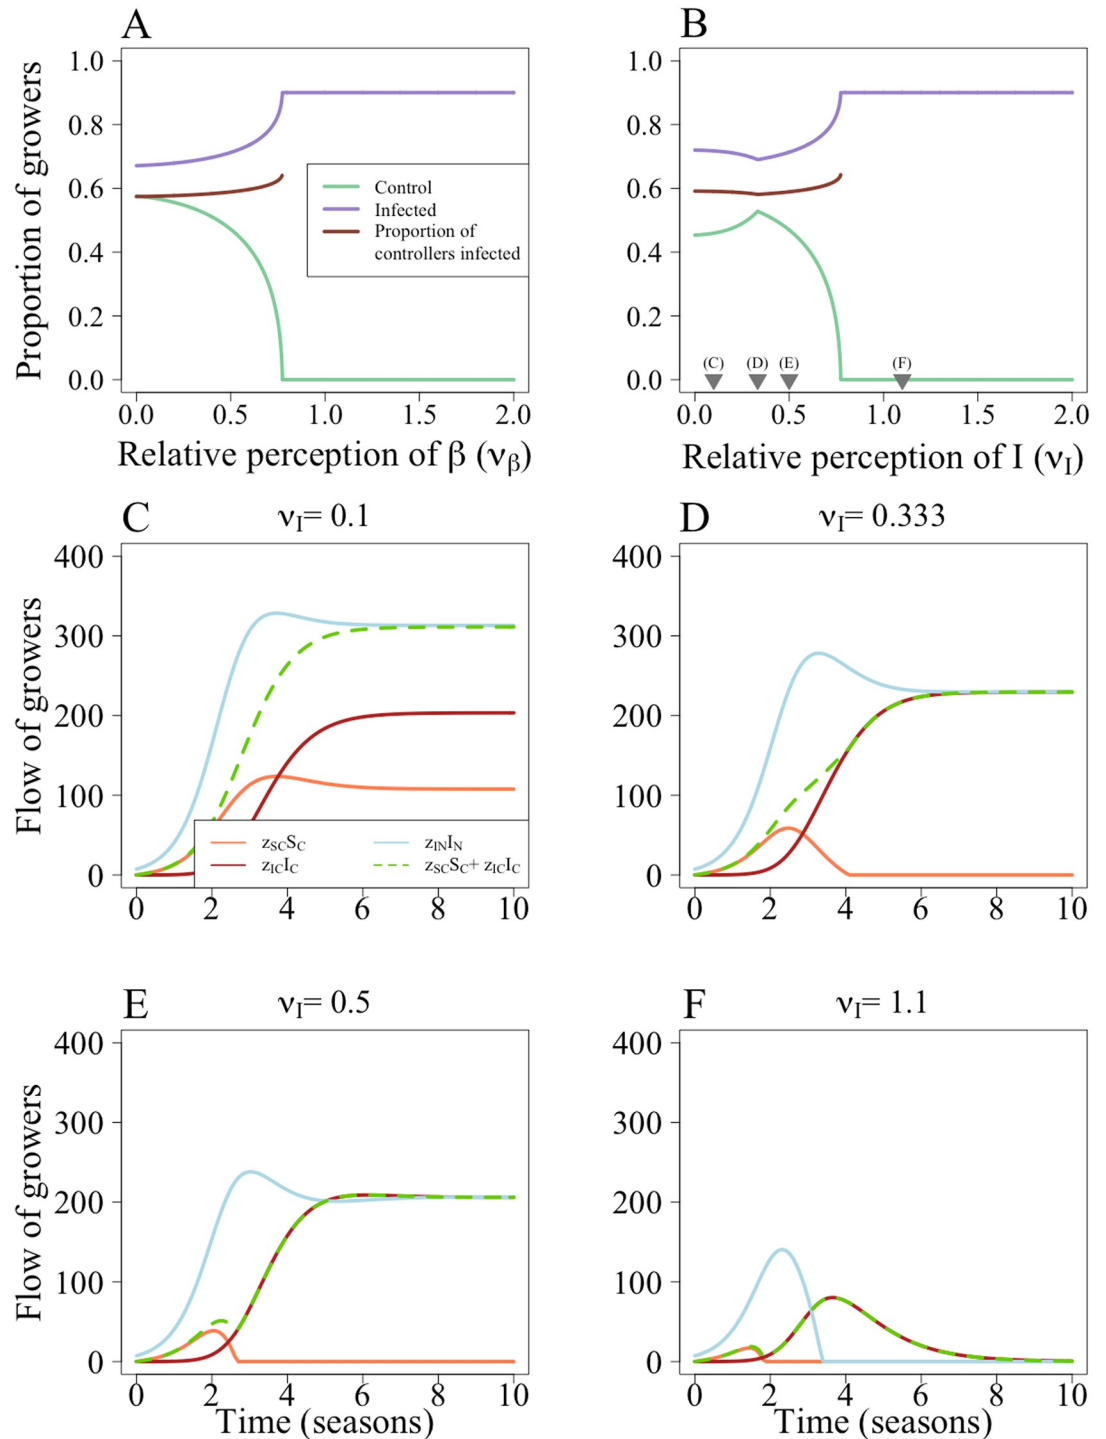 A
B
Proportion of growers
1.0
0.8
0.6
0.4
0.2
0.0
Control
Infected
Proportion of
controllers infected
0.0 0.5 1.0 1.5 2.0
Relative perception of β (νβ)
1.0
0.8
0.6
0.4
0.2
0.0
(C) (D) (E) (F)
0.0 0.5 1.0 1.5 2.0
Relative perception of I (νI)
C
νI= 0.1
Flow of growers
400
300
200
100
0
zSCSC
zICIC
zININ
zSCSC+ zICIC
0 2 4 6 8 10
D
νI= 0.333
400
300
200
100
0
0 2 4 6 8 10
E
νI= 0.5
Flow of growers
400
300
200
100
0
0 2 4 6 8 10
Time (seasons)
F
νI= 1.1
400
300
200
100
0
0 2 4 6 8 10
Time (seasons)